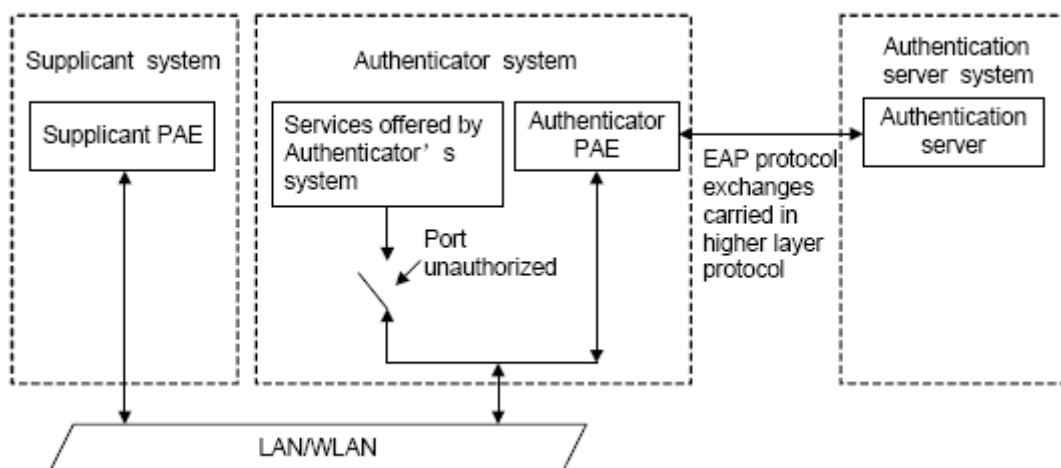 Supplicant system
Supplicant PAE
Authenticator system
Services offered by
Authenticator's
system
Authenticator
PAE
Port
unauthorized
EAP protocol
exchanges
carried in
higher layer
protocol
Authentication
server system
Authentication
server
LAN/WLAN